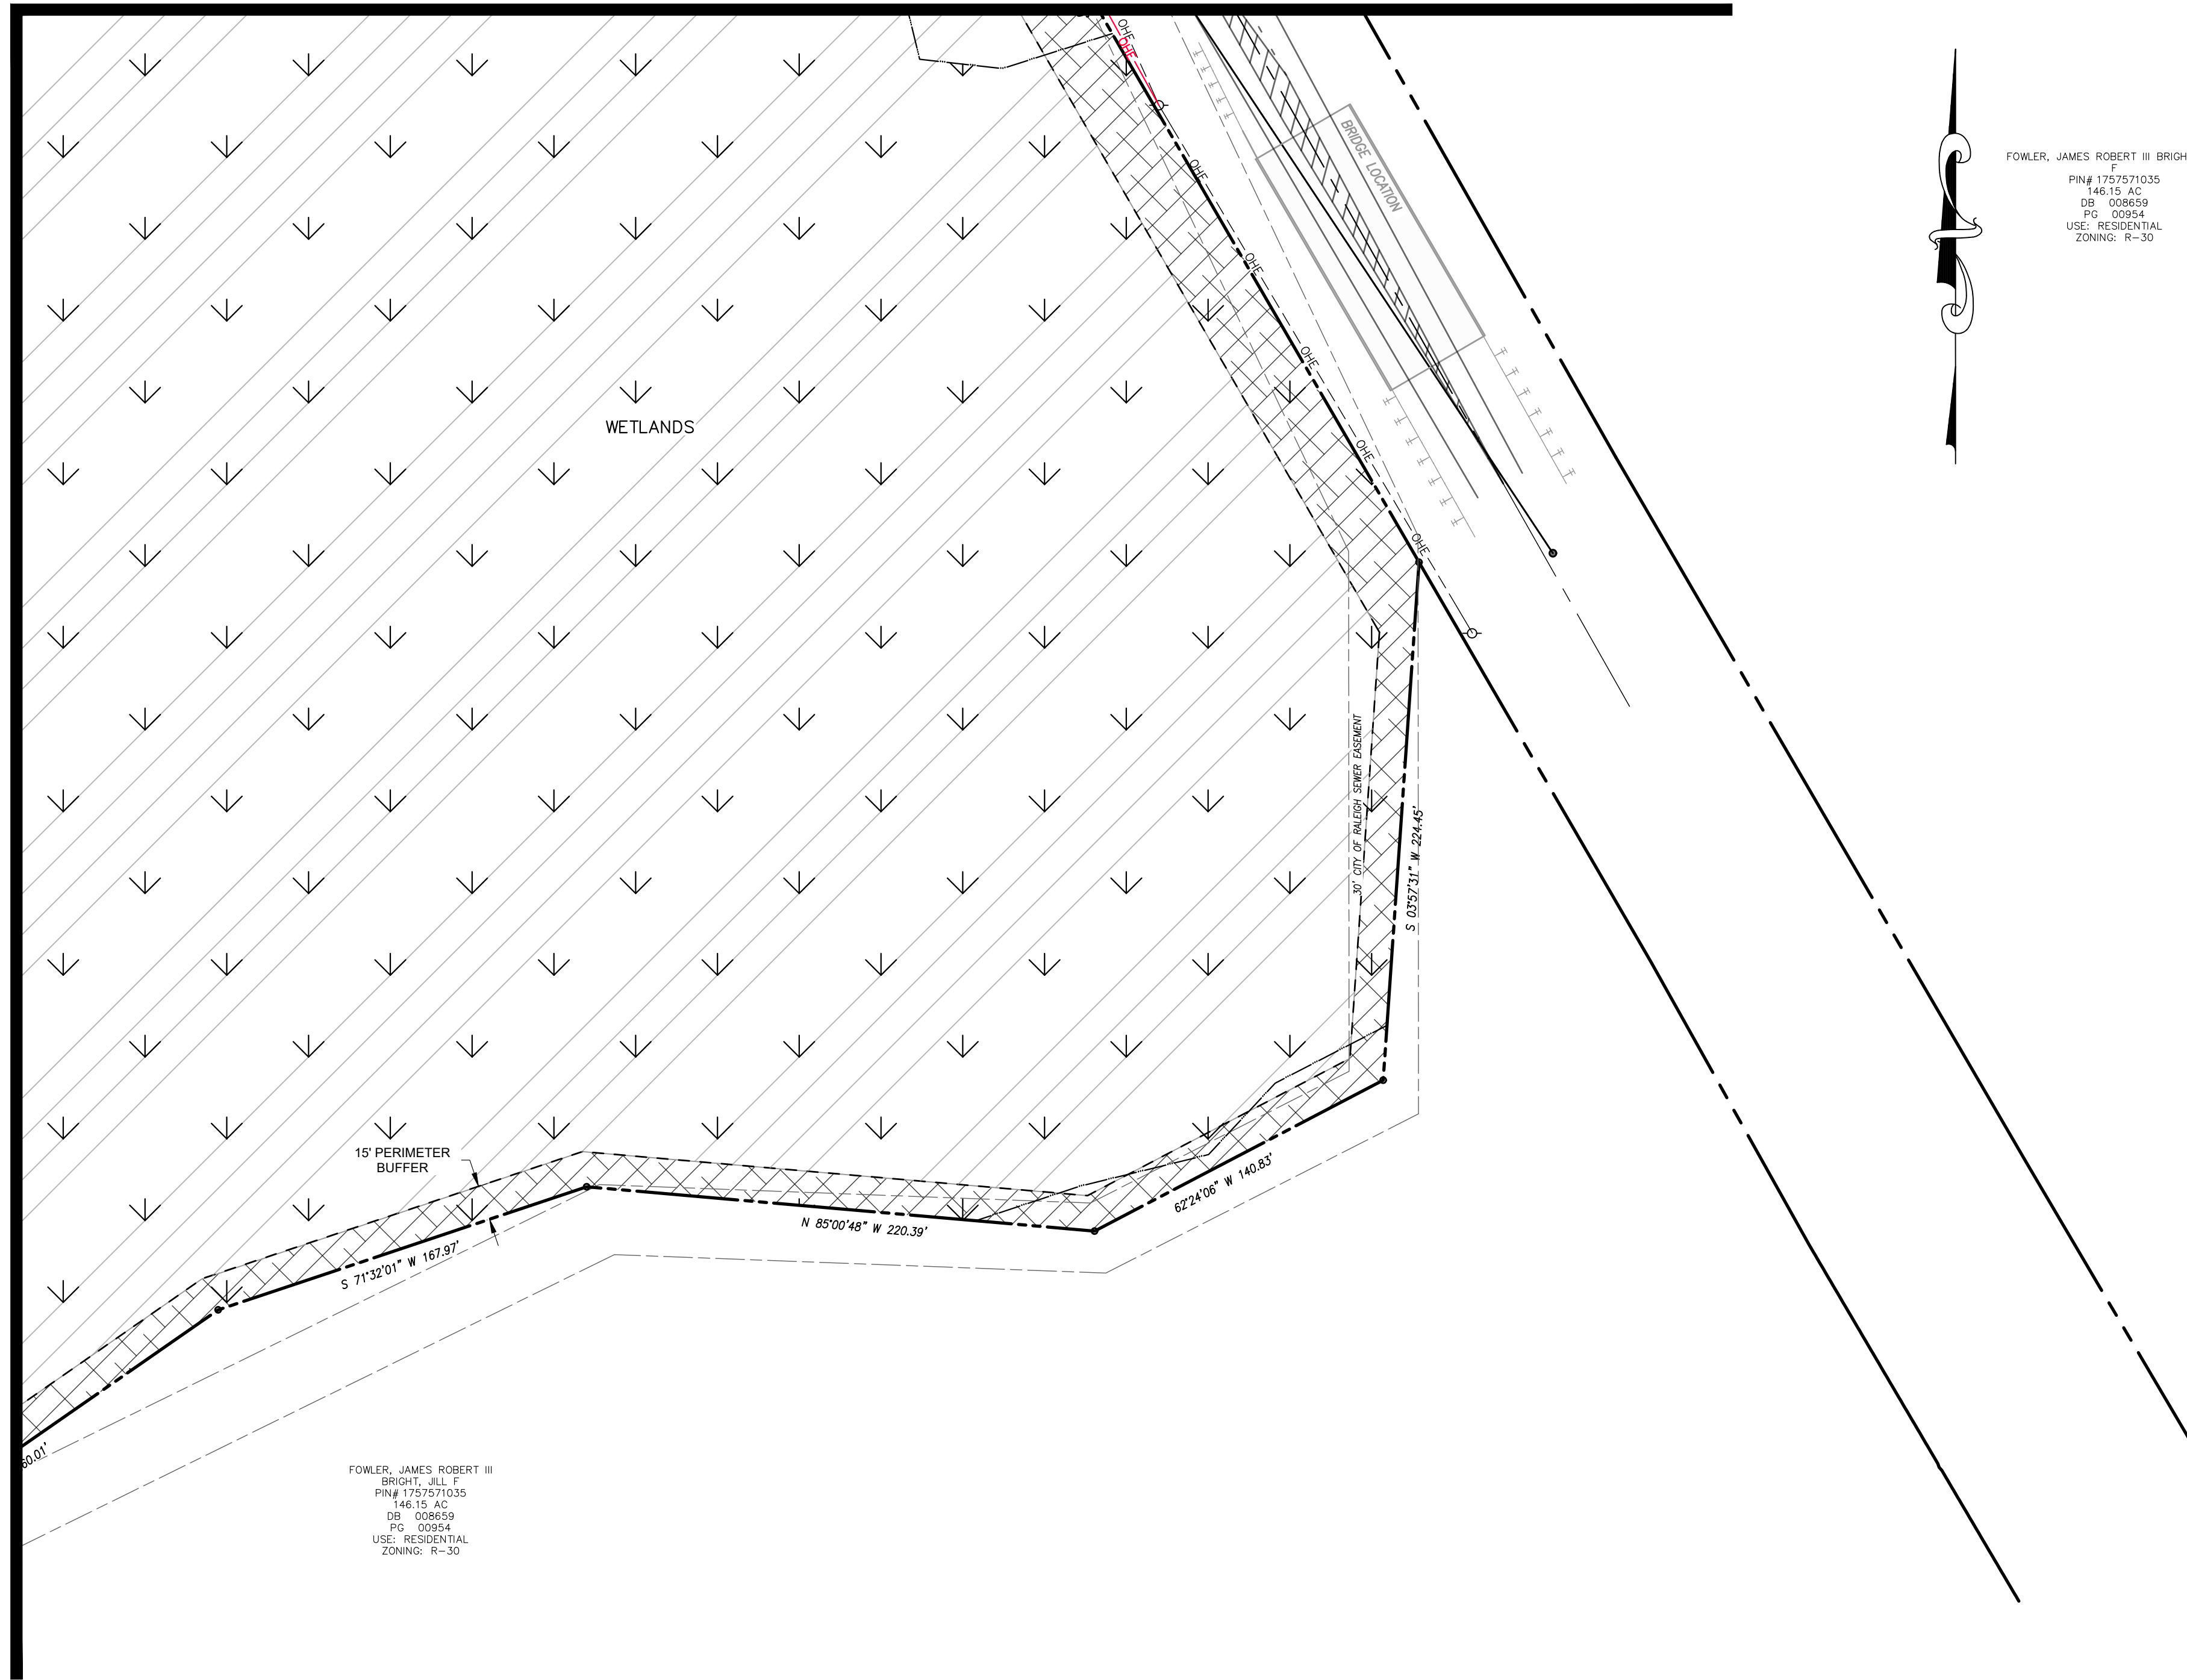 OHE
OHE
BRIDGE LOCATION
FOWLER, JAMES ROBERT III BRIGH
F
PIN# 1757571035
146.15 AC
DB 008659
PG 00954
USE: RESIDENTIAL
ZONING: R-30
OHE
OHE
OHE
WETLANDS
OHE
OHE
30' CITY OF RALEIGH SEWER EASEMENT
S 03°57'31" W 224.45'
15' PERIMETER
BUFFER
62°24'06" W 140.83'
N 85°00'48" W 220.39'
S 71°32'01" W 167.97'
60.01'
FOWLER, JAMES ROBERT III
BRIGHT, JILL F
PIN# 1757571035
146.15 AC
DB 008659
PG 00954
USE: RESIDENTIAL
ZONING: R-30